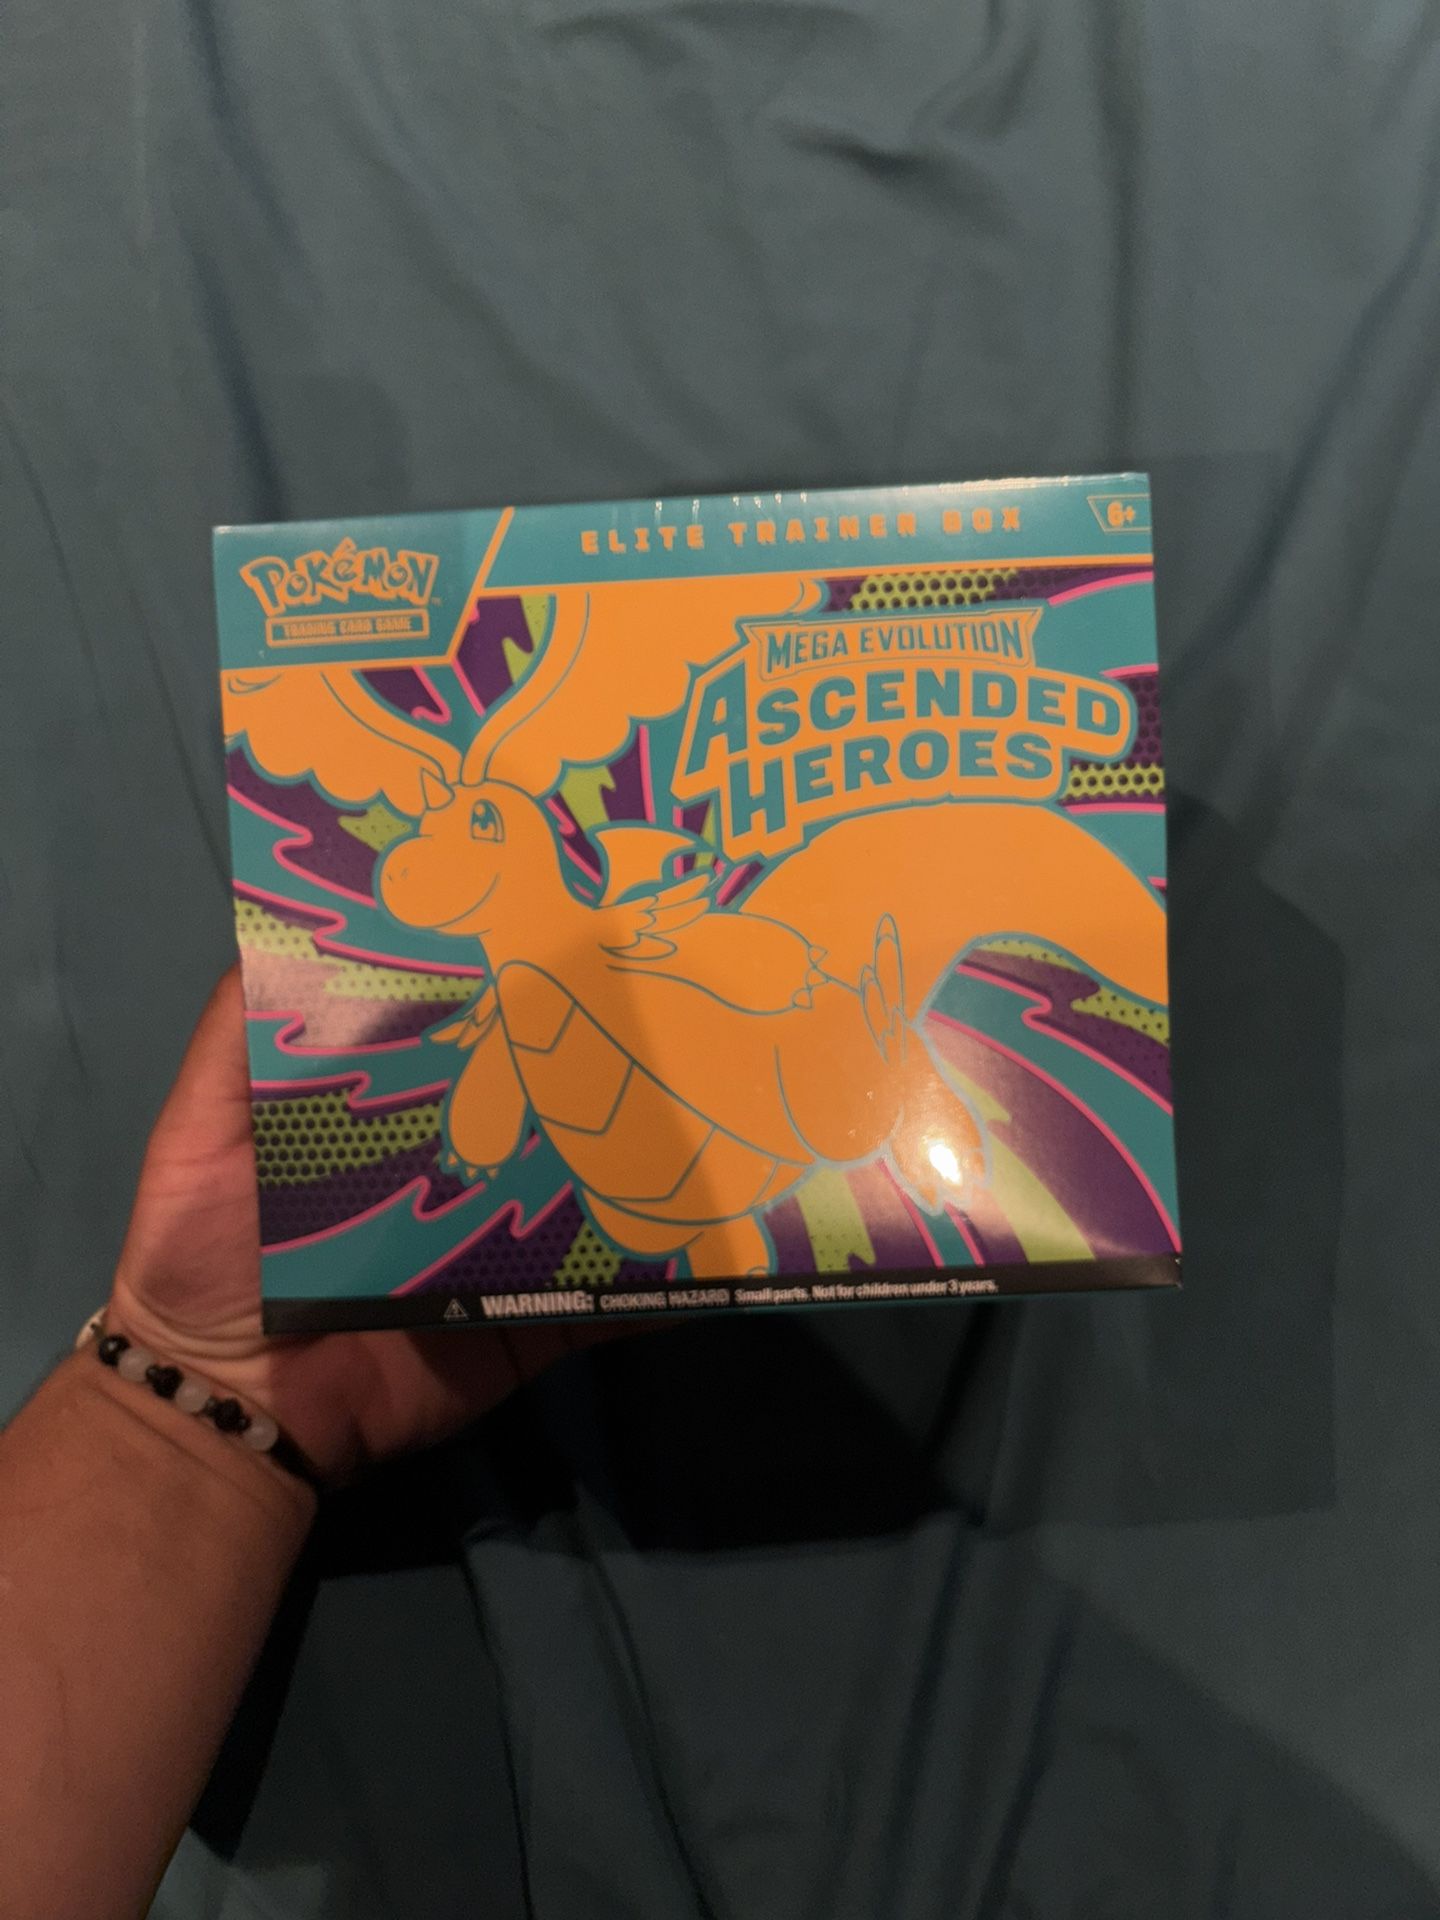 ELITE TRAINER BOX
6+
POKéMON
TM
TRADING CARD GAME
MEGA EVOLUTION
ASCENDED
HEROES
WARNING: CHOKING HAZARD Small parts. Not for children under 3 years.